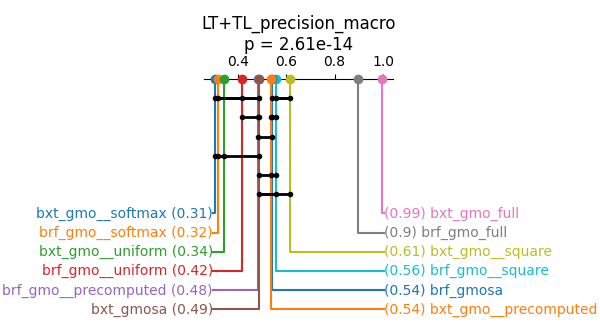 LT+TL_precision_macro
p = 2.61e-14
0.4 0.6 0.8 1.0
bxt_gmo__softmax (0.31) (0.99) bxt_gmo_full
brf_gmo__softmax (0.32) (0.9) brf_gmo_full
bxt_gmo__uniform (0.34) (0.61) bxt_gmo__square
brf_gmo__uniform (0.42) (0.56) brf_gmo__square
brf_gmo__precomputed (0.48) (0.54) brf_gmosa
bxt_gmosa (0.49) (0.54) bxt_gmo__precomputed